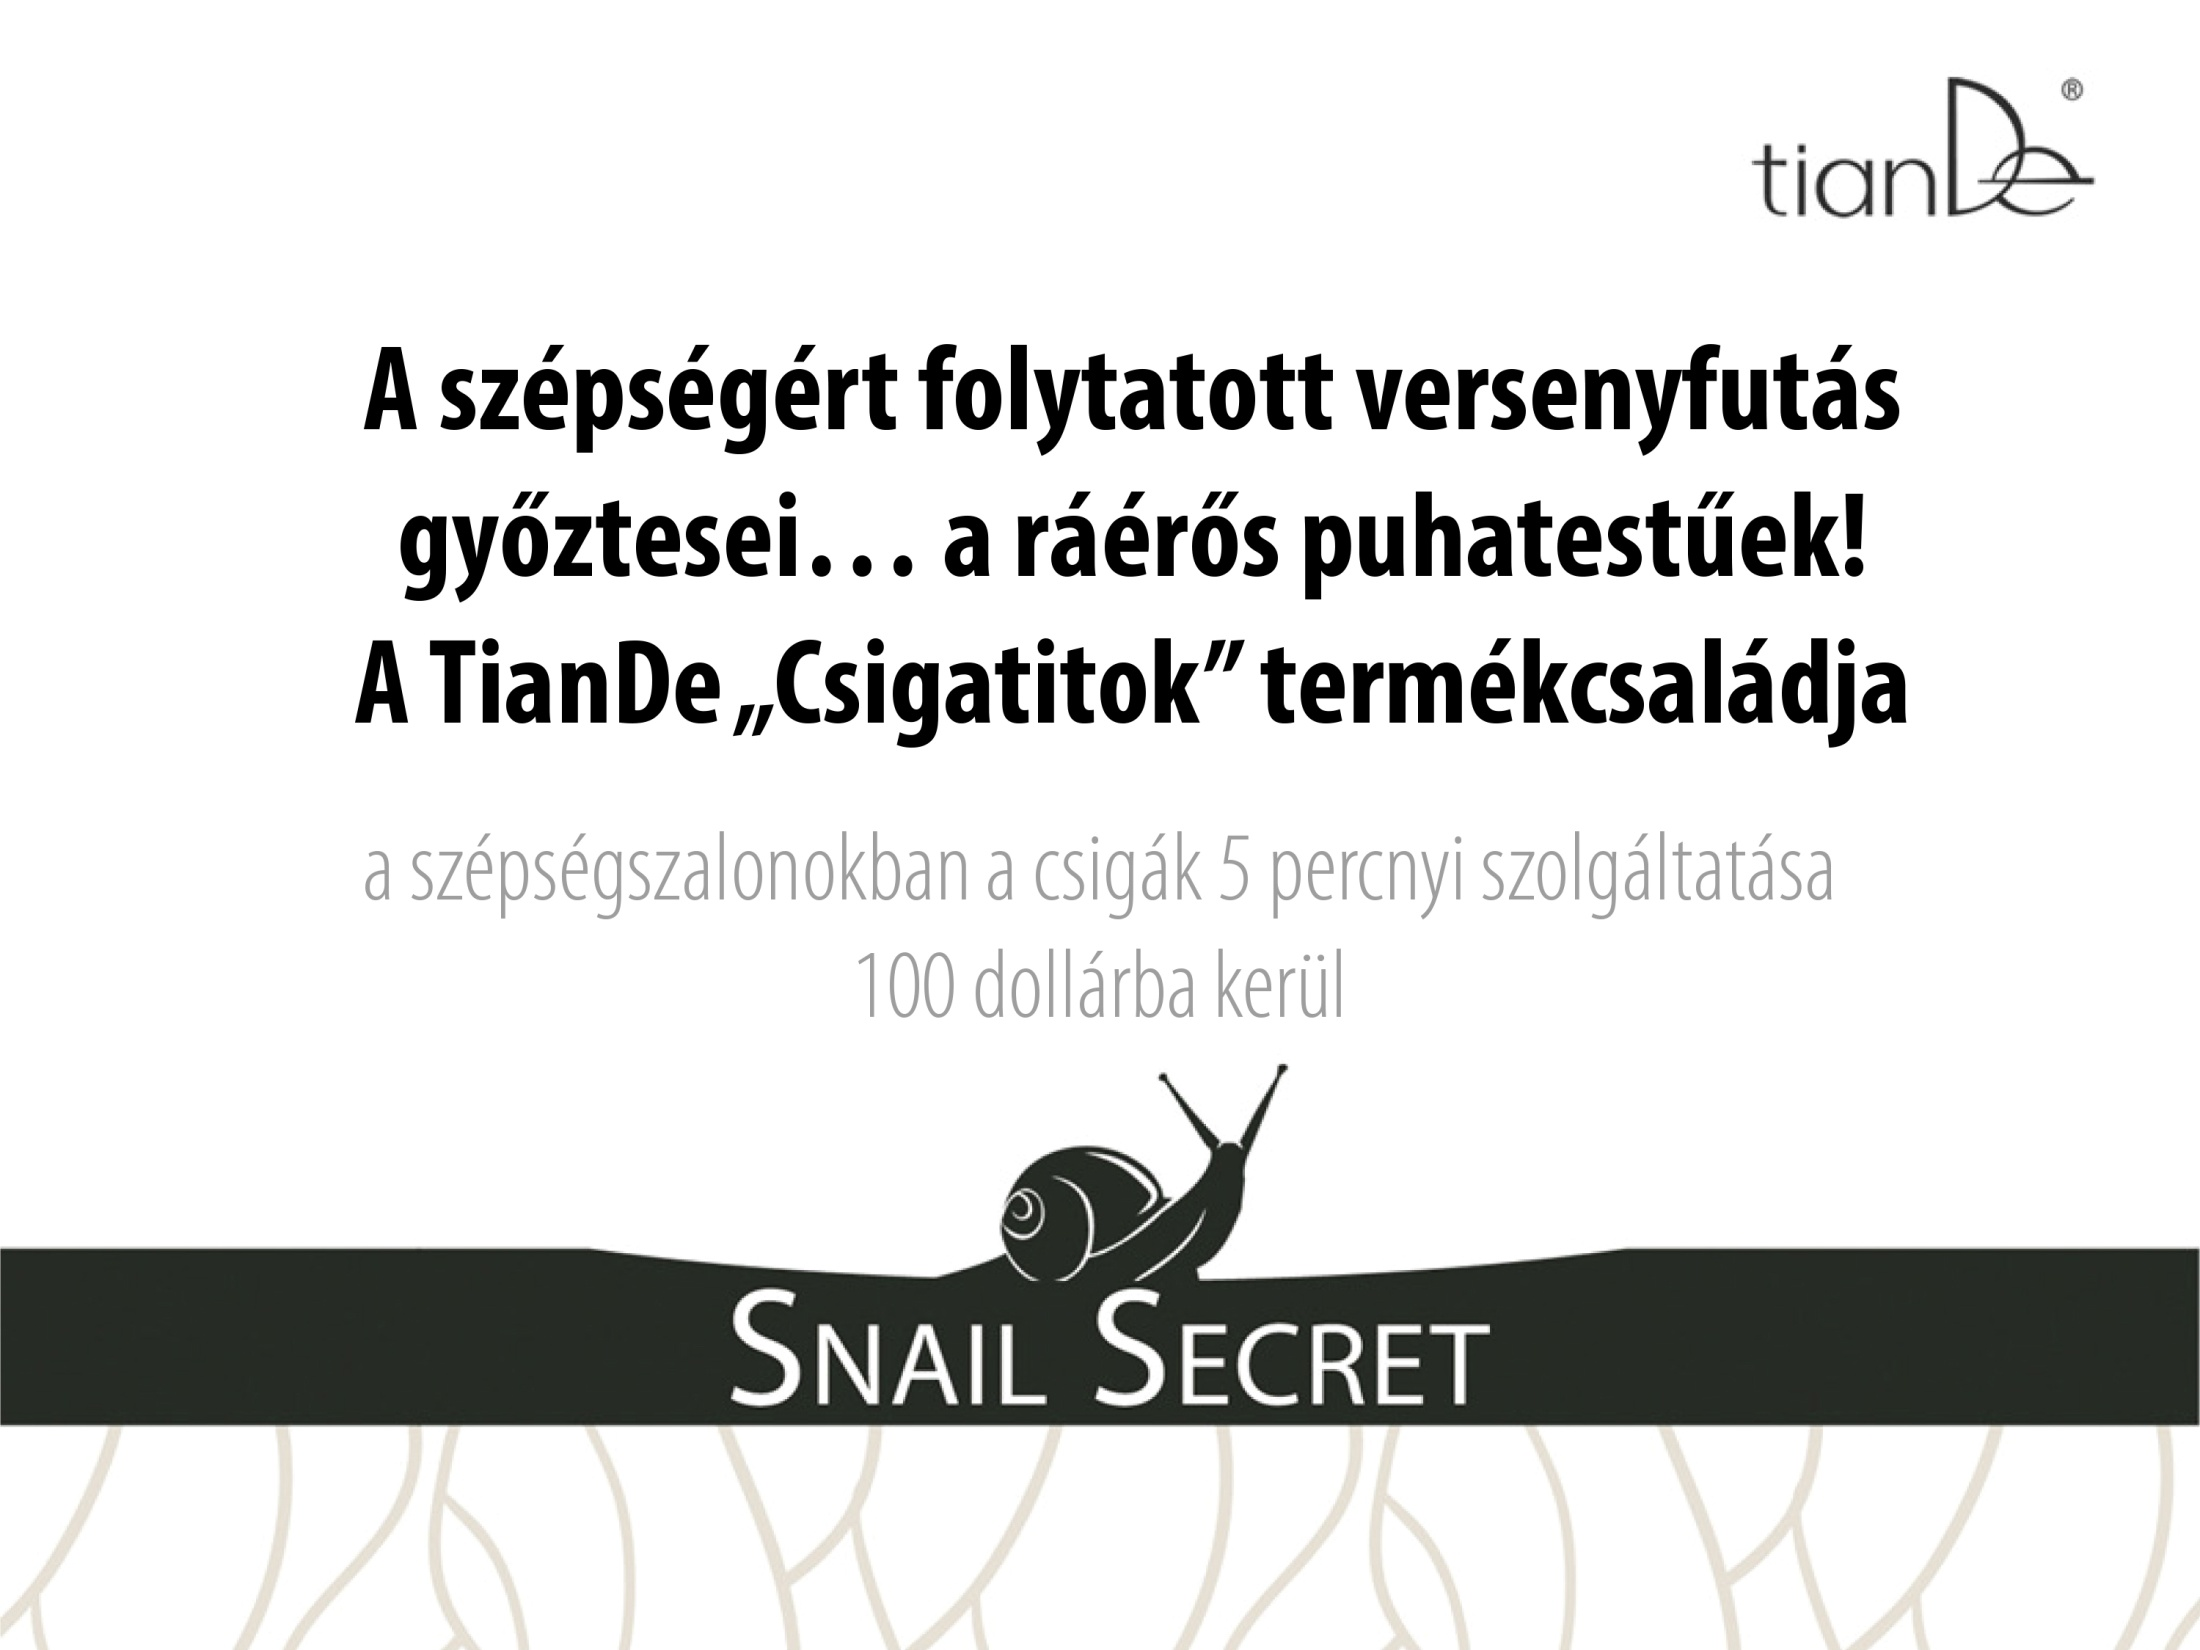 tianDe®
A szépségért folytatott versenyfutás
győztesei… a ráérős puhatestűek!
A TianDe „Csigatitok” termékcsaládja
a szépségszalonokban a csigák 5 percnyi szolgáltatása
100 dollárba kerül
SNAIL SECRET